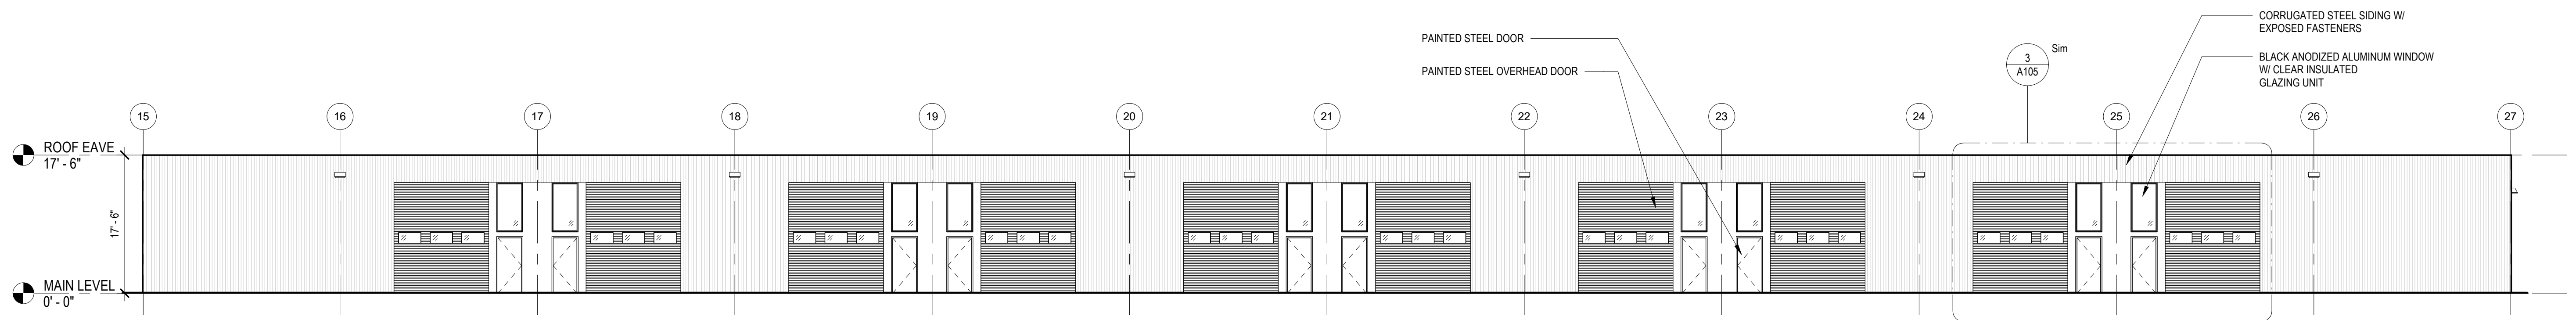 CORRUGATED STEEL SIDING W/
EXPOSED FASTENERS
PAINTED STEEL DOOR
3
A105
Sim
BLACK ANODIZED ALUMINUM WINDOW
W/ CLEAR INSULATED
GLAZING UNIT
PAINTED STEEL OVERHEAD DOOR
15
16
17
18
19
20
21
22
23
24
25
26
27
ROOF EAVE
17' - 6"
17' - 6"
MAIN LEVEL
0' - 0"